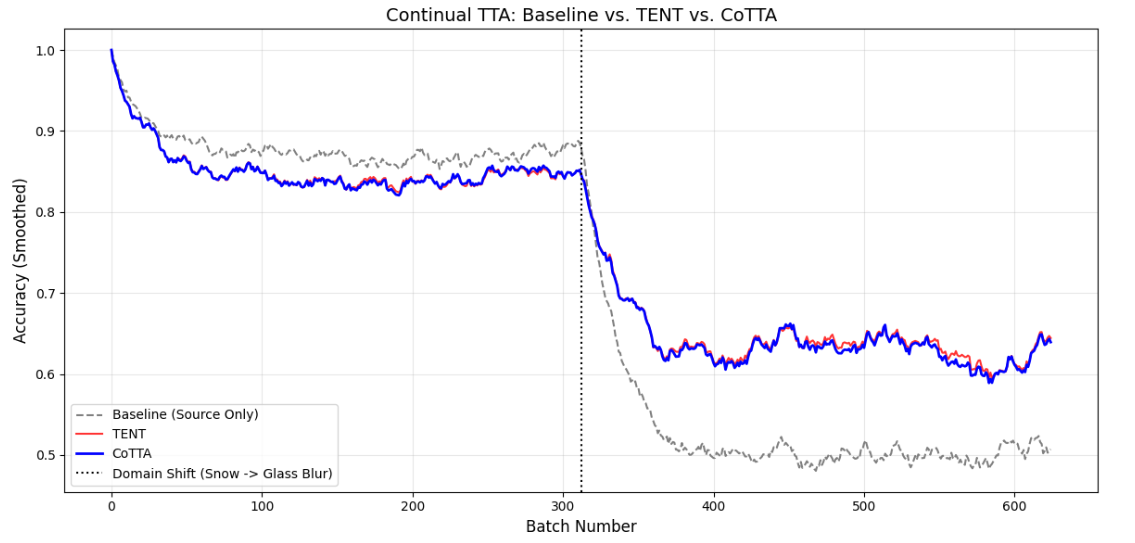 Continual TTA: Baseline vs. TENT vs. CoTTA
Accuracy (Smoothed)
1.0
0.9
0.8
0.7
0.6
0.5
Baseline (Source Only)
TENT
CoTTA
Domain Shift (Snow -> Glass Blur)
0 100 200 300 400 500 600
Batch Number